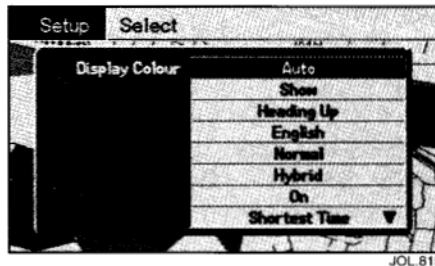 Setup Select
Display Colour Auto
Show
Heading Up
English
Normal
Hybrid
On
Shortest Time
JOL.81